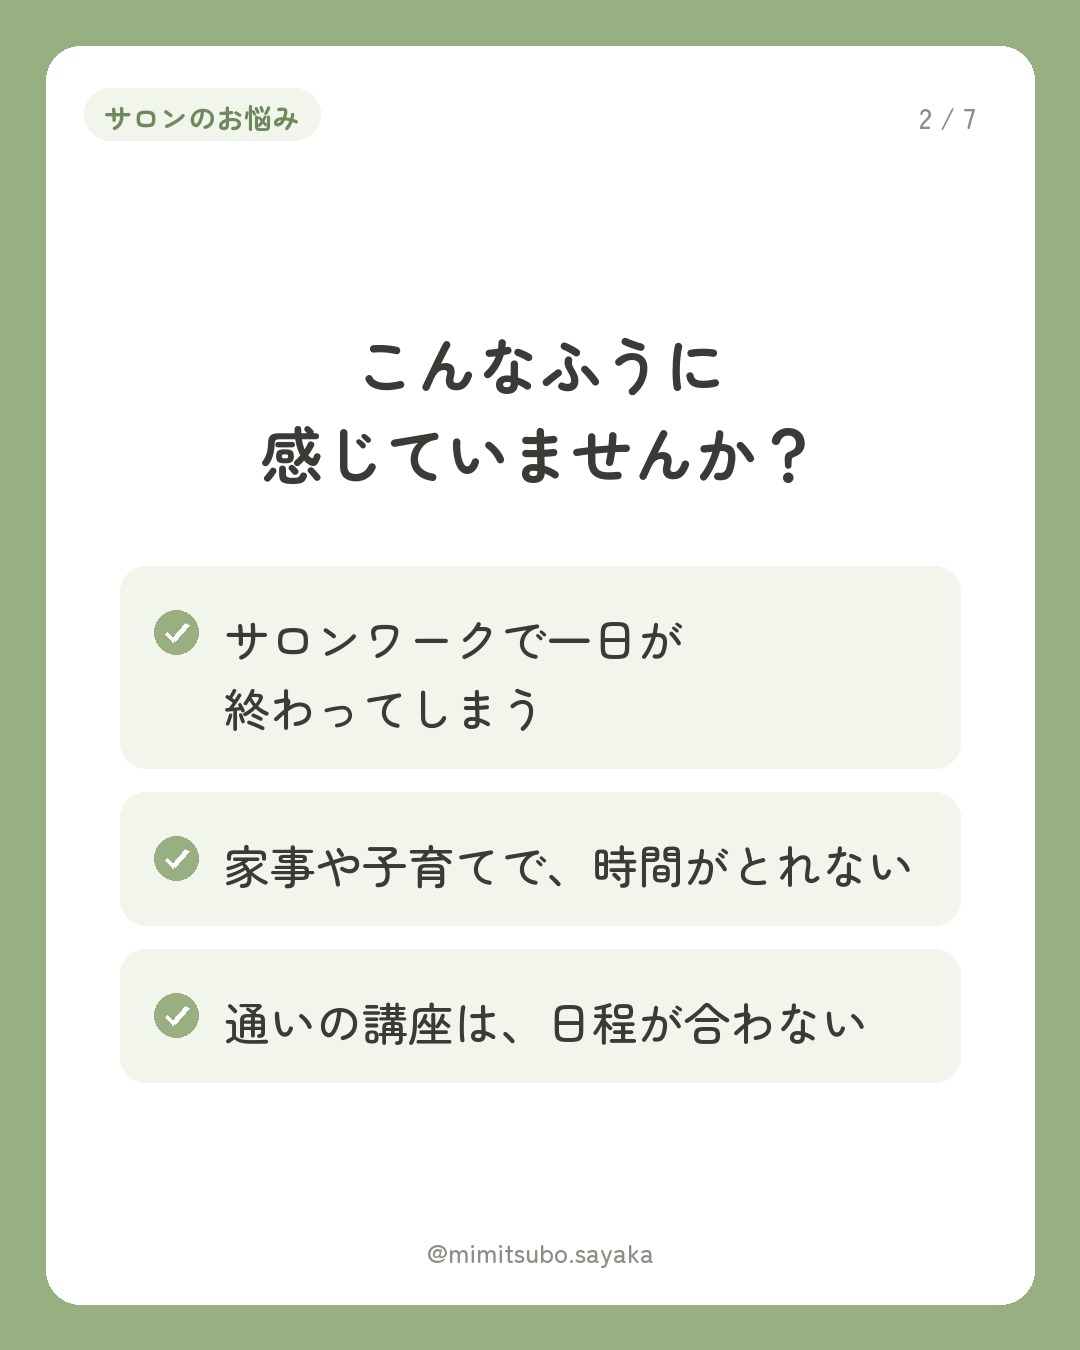 サロンのお悩み
2 / 7
こんなふうに
感じていませんか？
サロンワークで一日が
終わってしまう
家事や子育てで、時間がとれない
通いの講座は、日程が合わない
@mimitsubo.sayaka